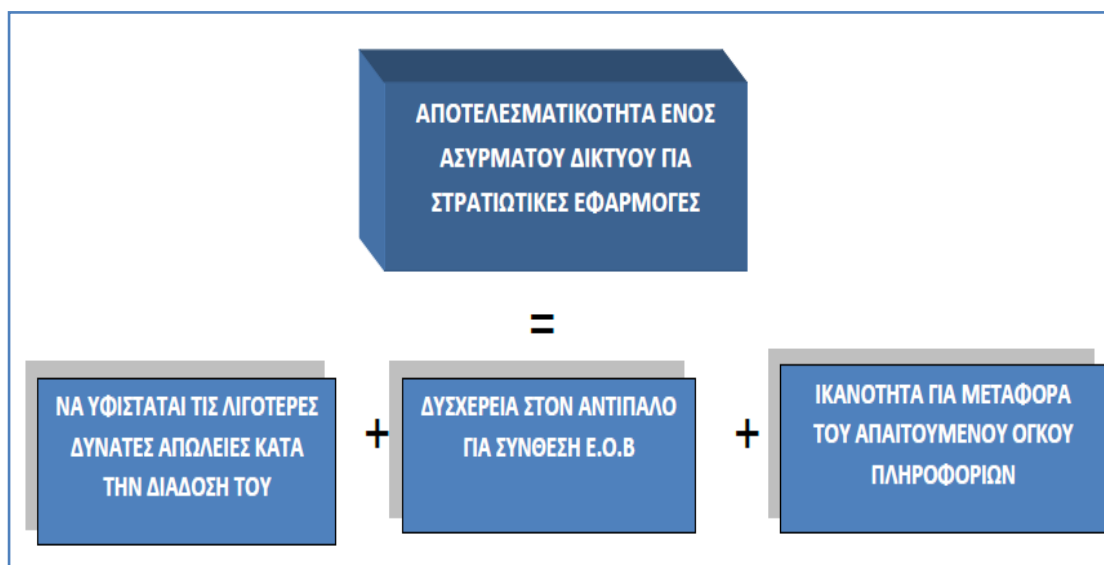 ΑΠΟΤΕΛΕΣΜΑΤΙΚΟΤΗΤΑ ΕΝΟΣ
ΑΣΥΡΜΑΤΟΥ ΔΙΚΤΥΟΥ ΓΙΑ
ΣΤΡΑΤΙΩΤΙΚΕΣ ΕΦΑΡΜΟΓΕΣ
=
ΝΑ ΥΦΙΣΤΑΤΑΙ ΤΙΣ ΛΙΓΟΤΕΡΕΣ
ΔΥΝΑΤΕΣ ΑΠΩΛΕΙΕΣ ΚΑΤΑ
ΤΗΝ ΔΙΑΔΟΣΗ ΤΟΥ
+
ΔΥΣΧΕΡΕΙΑ ΣΤΟΝ ΑΝΤΙΠΑΛΟ
ΓΙΑ ΣΥΝΘΕΣΗ Ε.Ο.Β
+
ΙΚΑΝΟΤΗΤΑ ΓΙΑ ΜΕΤΑΦΟΡΑ
ΤΟΥ ΑΠΑΙΤΟΥΜΕΝΟΥ ΟΓΚΟΥ
ΠΛΗΡΟΦΟΡΙΩΝ